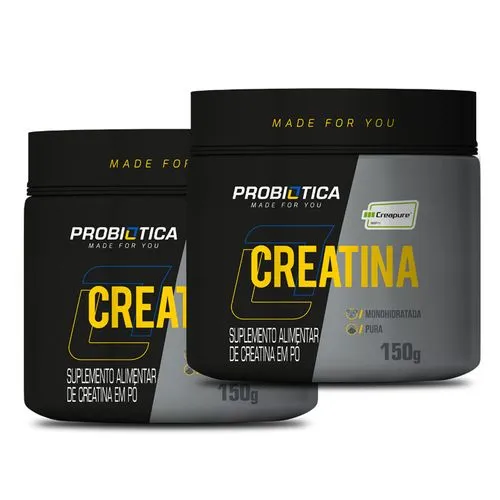 MADE FOR YOU
PROBIOTICA
MADE FOR YOU
Creapure®
CREATINA
MONOHIDRATADA
PURA
SUPLEMENTO ALIMENTAR
DE CREATINA EM PÓ
150g
MADE FOR
PROBIOTICA
MADE FOR YOU
CREAT
SUPLEMENTO ALIMENTAR
DE CREATINA EM PÓ
150g